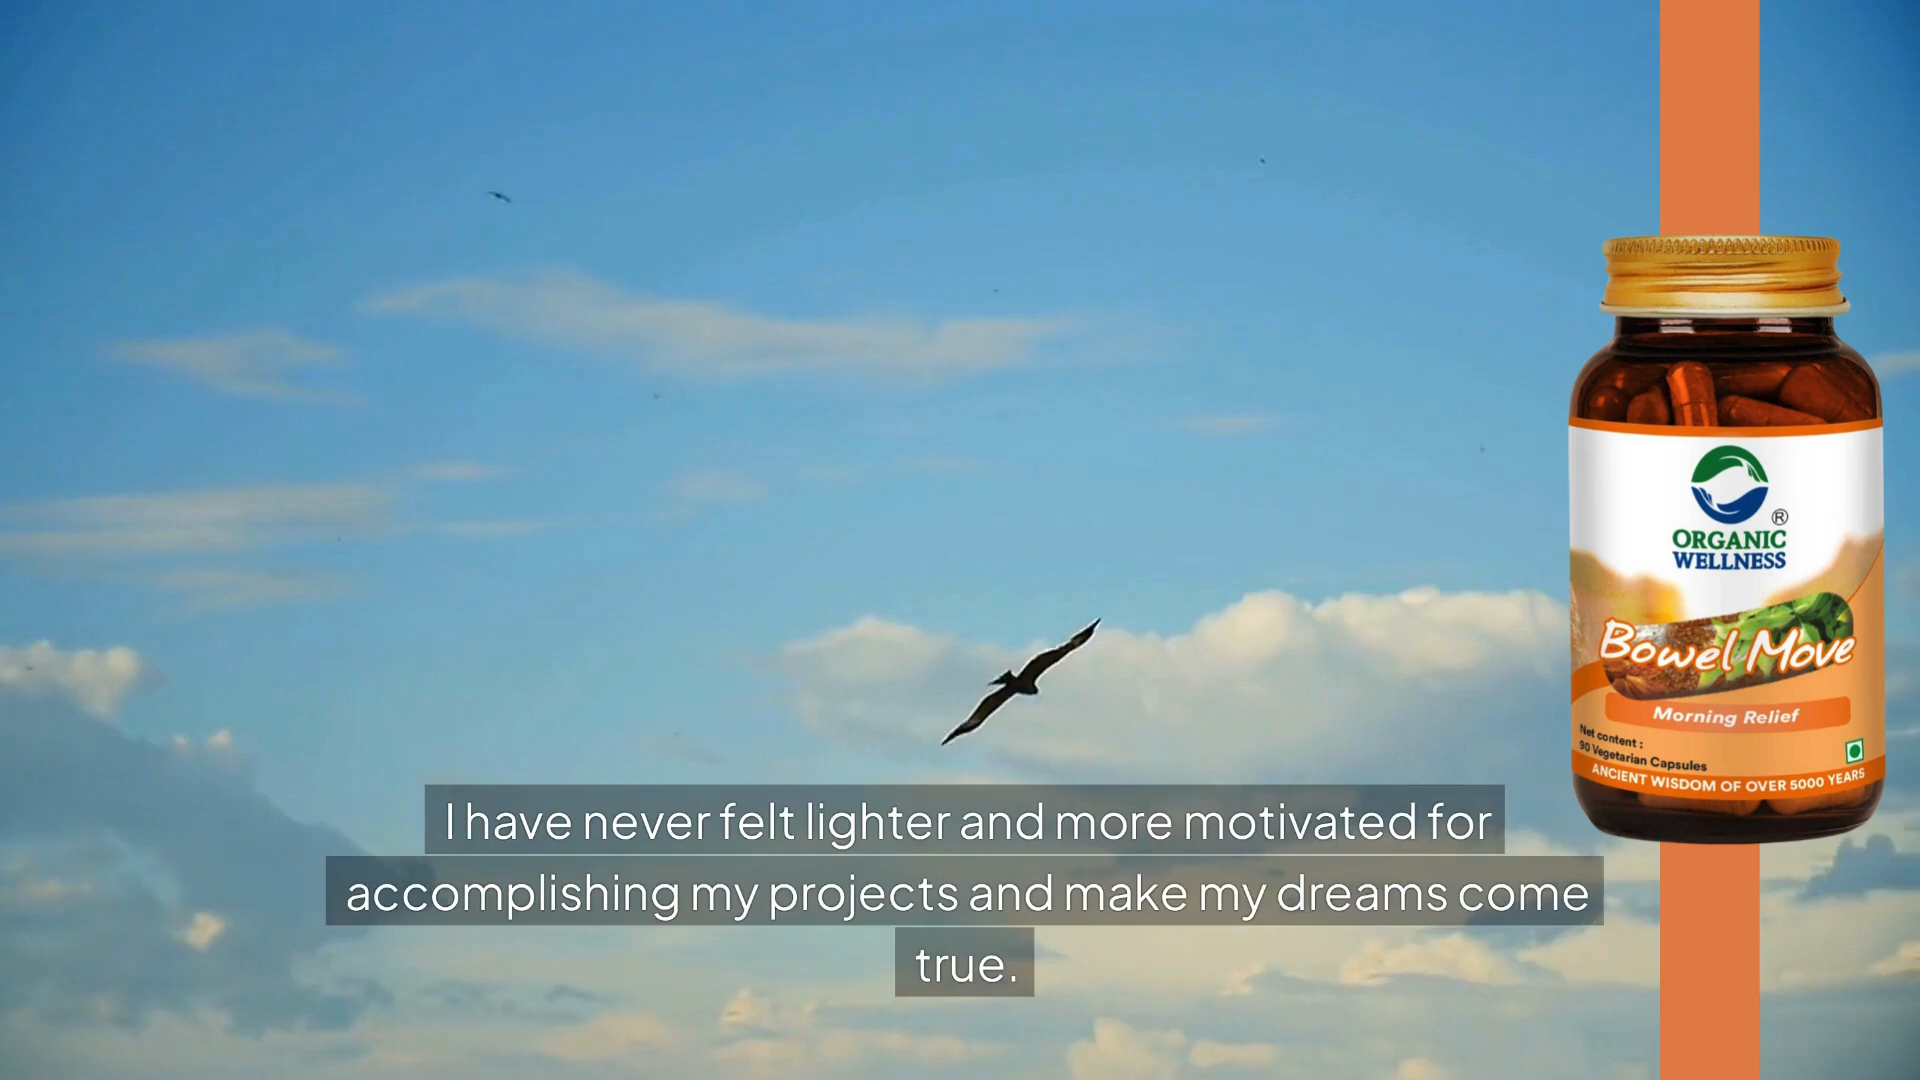 ®
ORGANIC
WELLNESS
Bowel Move
Morning Relief
Net content :
90 Vegetarian Capsules
ANCIENT WISDOM OF OVER 5000 YEARS
I have never felt lighter and more motivated for
accomplishing my projects and make my dreams come
true.